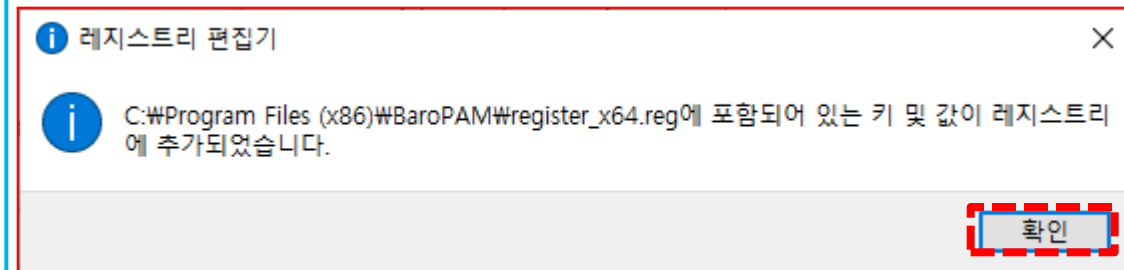 레지스트리 편집기
C:₩Program Files (x86)₩BaroPAM₩register_x64.reg에 포함되어 있는 키 및 값이 레지스트리
에 추가되었습니다.
확인